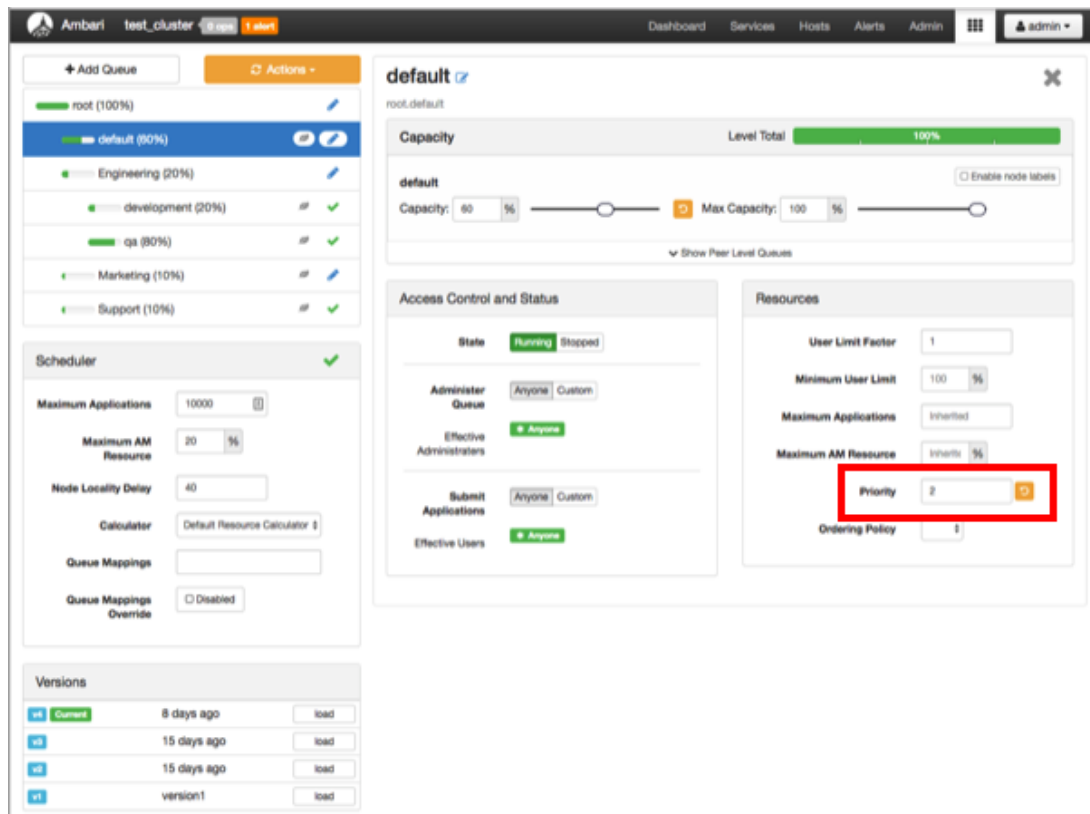 Ambari test_cluster 0 ops 1 alert Dashboard Services Hosts Alerts Admin admin
Add Queue Actions
root (100%)
default (60%)
Engineering (20%)
development (20%)
qa (80%)
Marketing (10%)
Support (10%)
Scheduler
Maximum Applications 10000
Maximum AM Resource 20 %
Node Locality Delay 40
Calculator Default Resource Calculator
Queue Mappings
Queue Mappings Override Disabled
Versions
v4 Current 8 days ago load
v3 15 days ago load
v2 15 days ago load
v1 version1 load
default
root.default
Capacity Level Total 100%
default Enable node labels
Capacity: 60 % Max Capacity: 100 %
Show Peer Level Queues
Access Control and Status
State Running Stopped
Administer Queue Anyone Custom
Effective Administraters Anyone
Submit Applications Anyone Custom
Effective Users Anyone
Resources
User Limit Factor 1
Minimum User Limit 100 %
Maximum Applications Inherited
Maximum AM Resource Inherite %
Priority 2
Ordering Policy